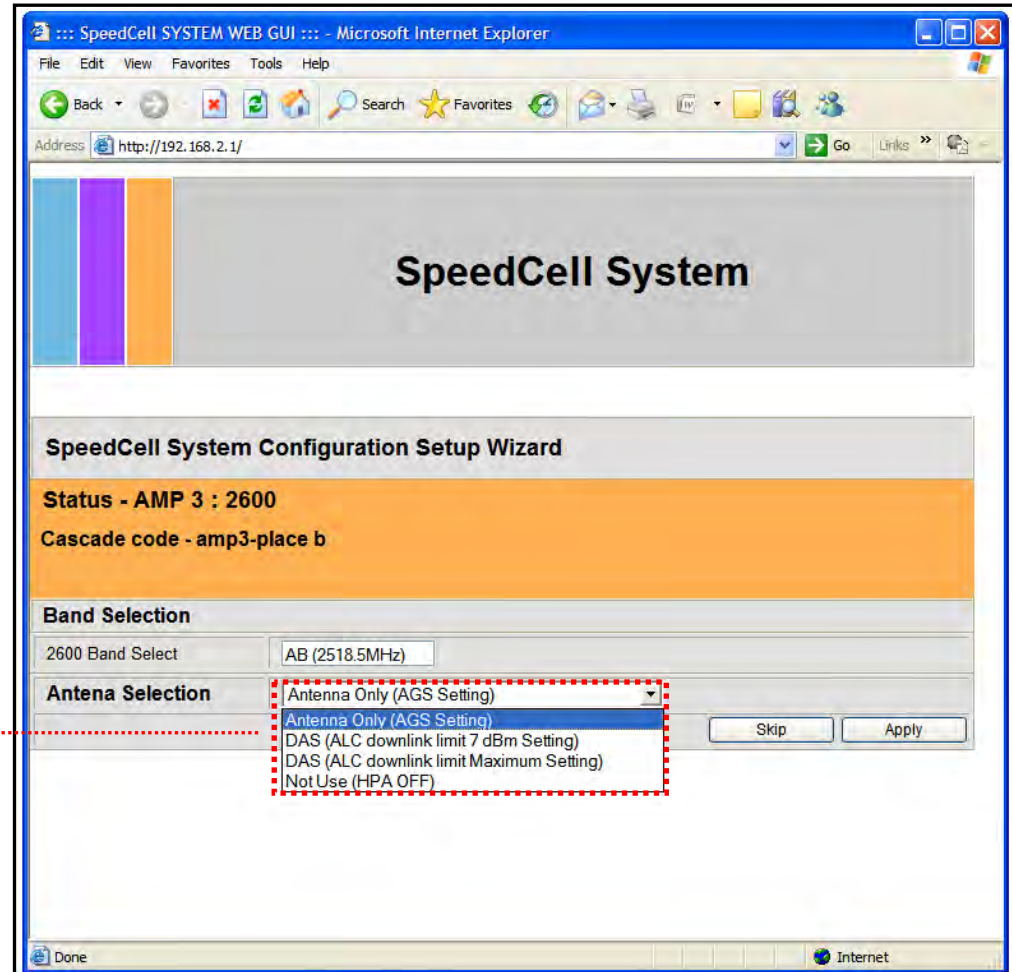 ::: SpeedCell SYSTEM WEB GUI ::: - Microsoft Internet Explorer
File Edit View Favorites Tools Help
Back Search Favorites
Address http://192.168.2.1/ Go Links »
SpeedCell System
SpeedCell System Configuration Setup Wizard
Status - AMP 3 : 2600
Cascade code - amp3-place b
Band Selection
2600 Band Select AB (2518.5MHz)
Antena Selection Antenna Only (AGS Setting)
Antenna Only (AGS Setting)
Skip Apply
DAS (ALC downlink limit 7 dBm Setting)
DAS (ALC downlink limit Maximum Setting)
Not Use (HPA OFF)
Done Internet